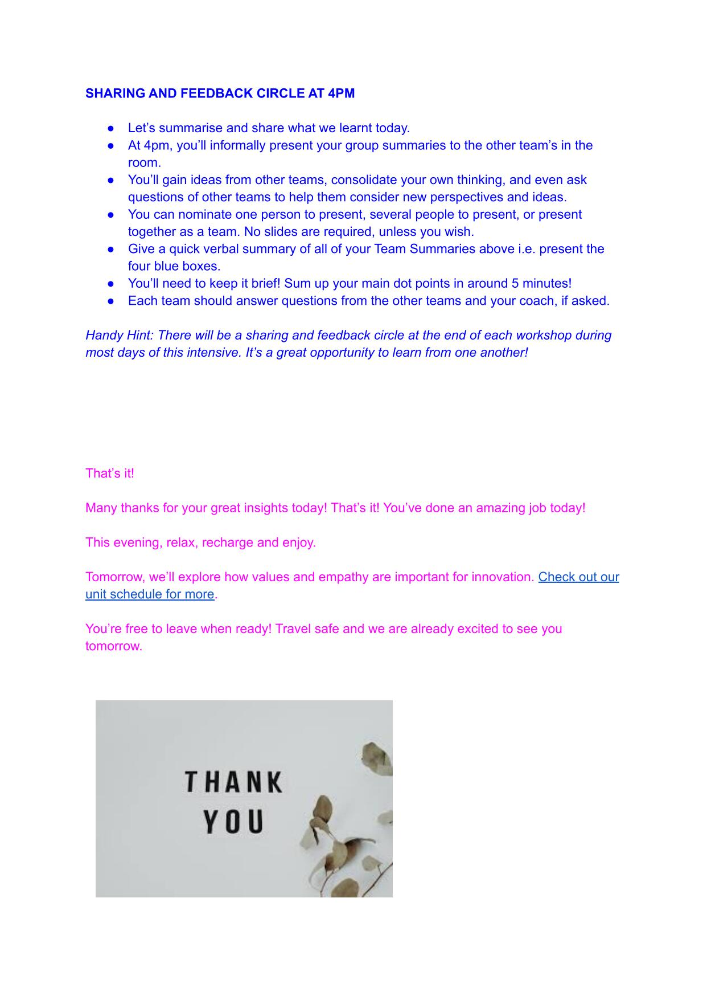 SHARING AND FEEDBACK CIRCLE AT 4PM
● Let’s summarise and share what we learnt today.
● At 4pm, you’ll informally present your group summaries to the other team’s in the
room.
● You’ll gain ideas from other teams, consolidate your own thinking, and even ask
questions of other teams to help them consider new perspectives and ideas.
● You can nominate one person to present, several people to present, or present
together as a team. No slides are required, unless you wish.
● Give a quick verbal summary of all of your Team Summaries above i.e. present the
four blue boxes.
● You’ll need to keep it brief! Sum up your main dot points in around 5 minutes!
● Each team should answer questions from the other teams and your coach, if asked.
Handy Hint: There will be a sharing and feedback circle at the end of each workshop during
most days of this intensive. It’s a great opportunity to learn from one another!
That’s it!
Many thanks for your great insights today! That’s it! You’ve done an amazing job today!
This evening, relax, recharge and enjoy.
Tomorrow, we’ll explore how values and empathy are important for innovation. Check out our
unit schedule for more.
You’re free to leave when ready! Travel safe and we are already excited to see you
tomorrow.
THANK
YOU